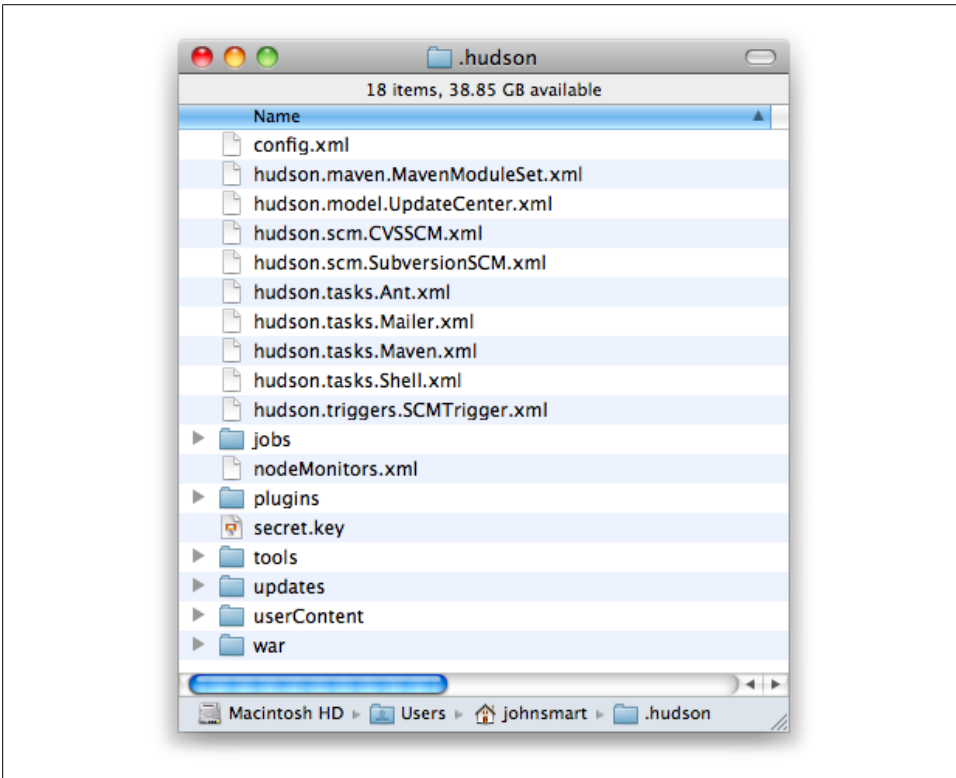 .hudson
18 items, 38.85 GB available
Name
config.xml
hudson.maven.MavenModuleSet.xml
hudson.model.UpdateCenter.xml
hudson.scm.CVSSCM.xml
hudson.scm.SubversionSCM.xml
hudson.tasks.Ant.xml
hudson.tasks.Mailer.xml
hudson.tasks.Maven.xml
hudson.tasks.Shell.xml
hudson.triggers.SCMTrigger.xml
jobs
nodeMonitors.xml
plugins
secret.key
tools
updates
userContent
war
Macintosh HD Users johnsmart .hudson